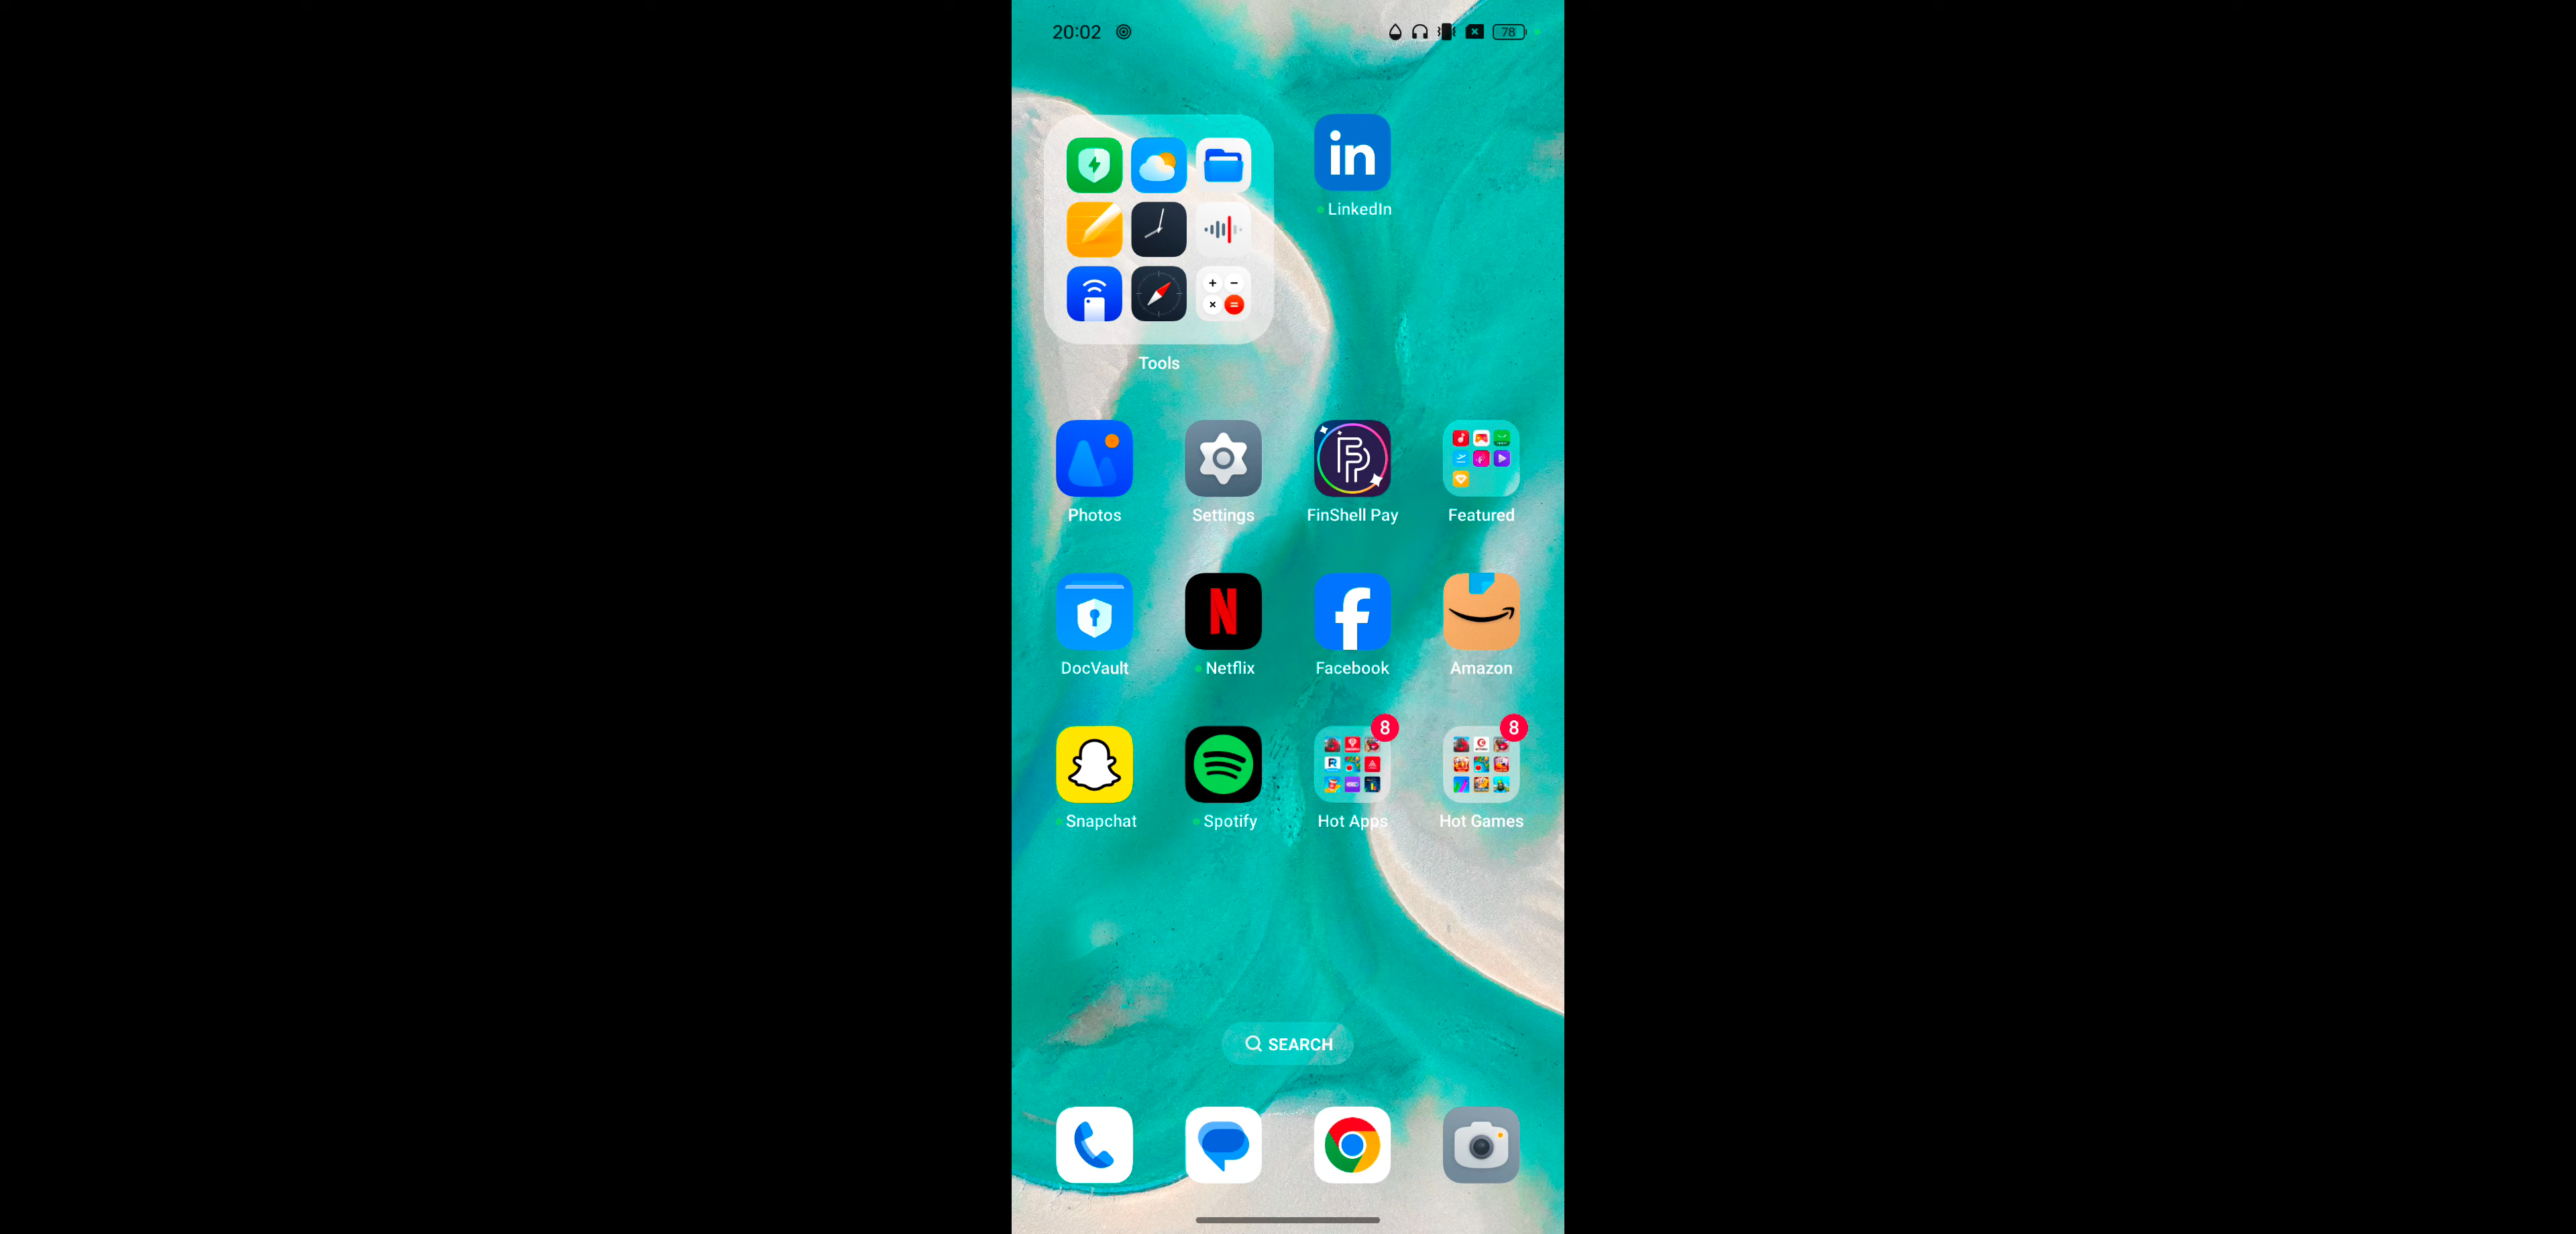 20:02
78
in
LinkedIn
Tools
Photos
Settings
FinShell Pay
Featured
DocVault
Netflix
Facebook
Amazon
8
8
Snapchat
Spotify
Hot Apps
Hot Games
SEARCH